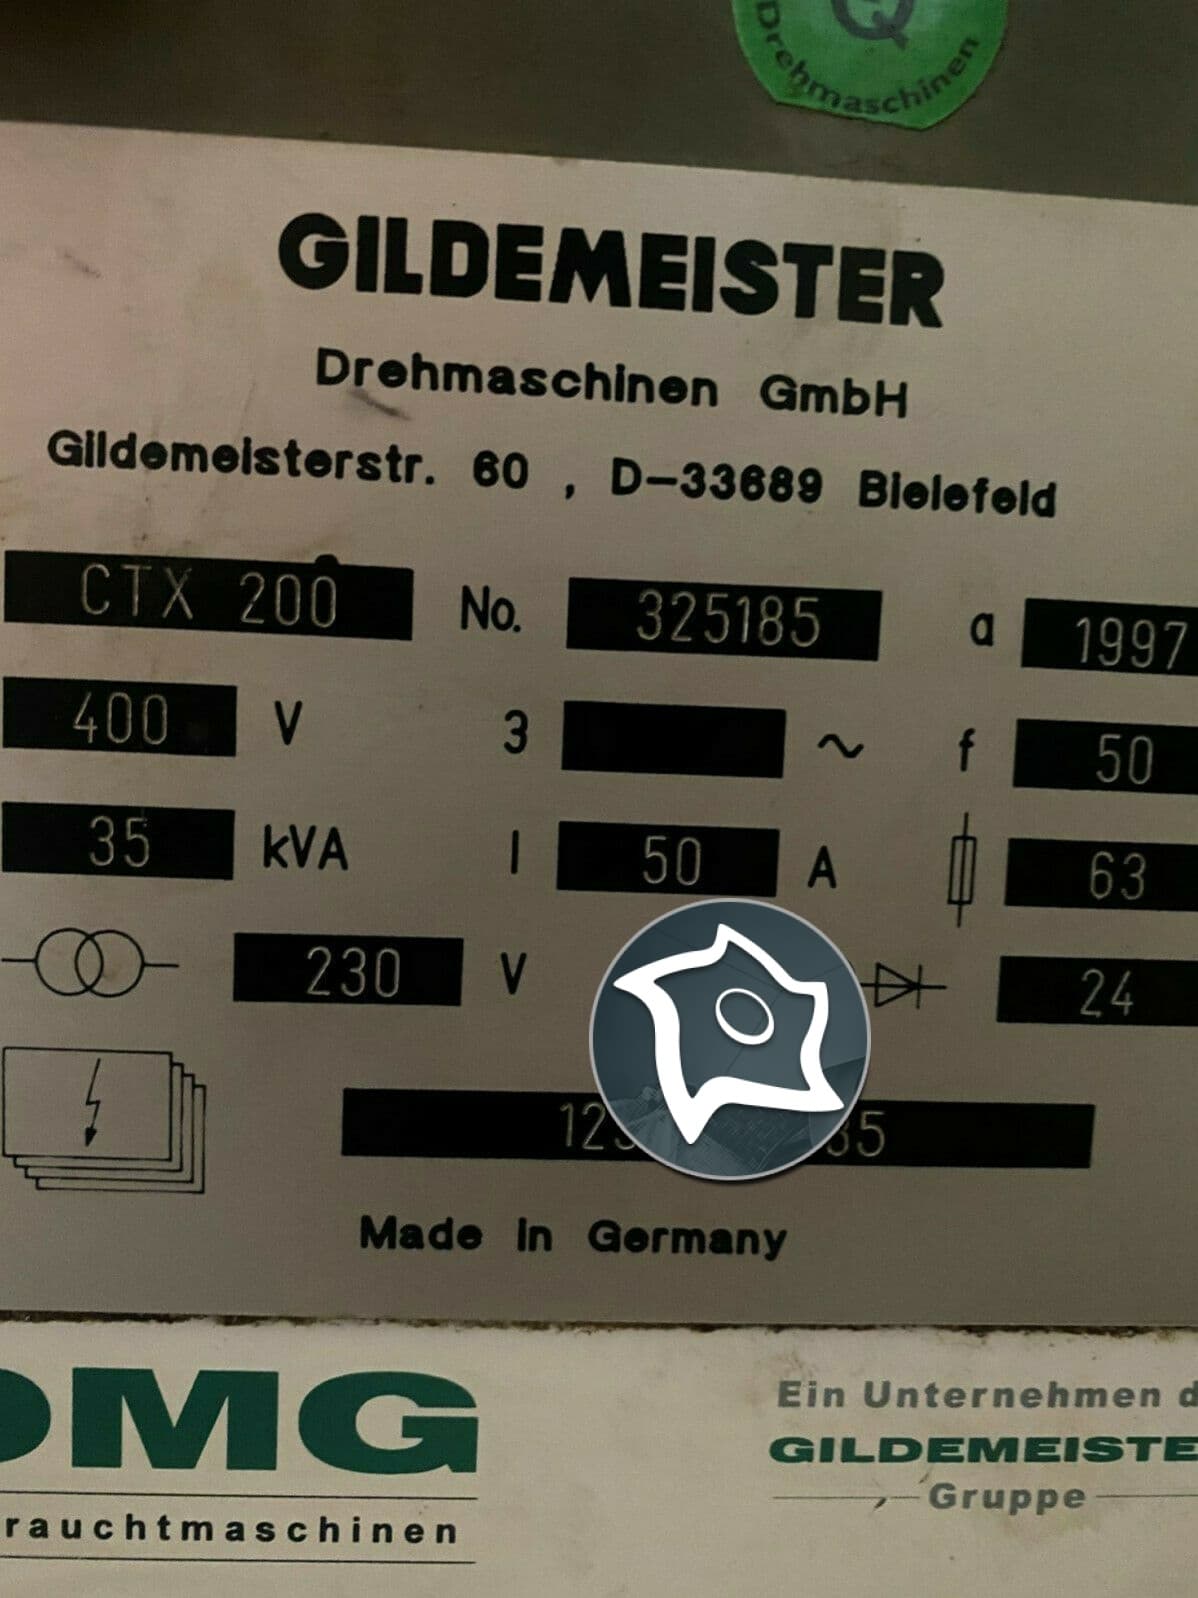 Drehmaschinen
GILDEMEISTER
Drehmaschinen GmbH
Gildemeisterstr. 60 , D-33689 Bielefeld
CTX 200 No. 325185 a 1997
400 V 3 ~ f 50
35 kVA I 50 A 63
230 V 24
Made in Germany
DMG
Ein Unternehmen
GILDEMEISTE
Gruppe
rauchtmaschinen